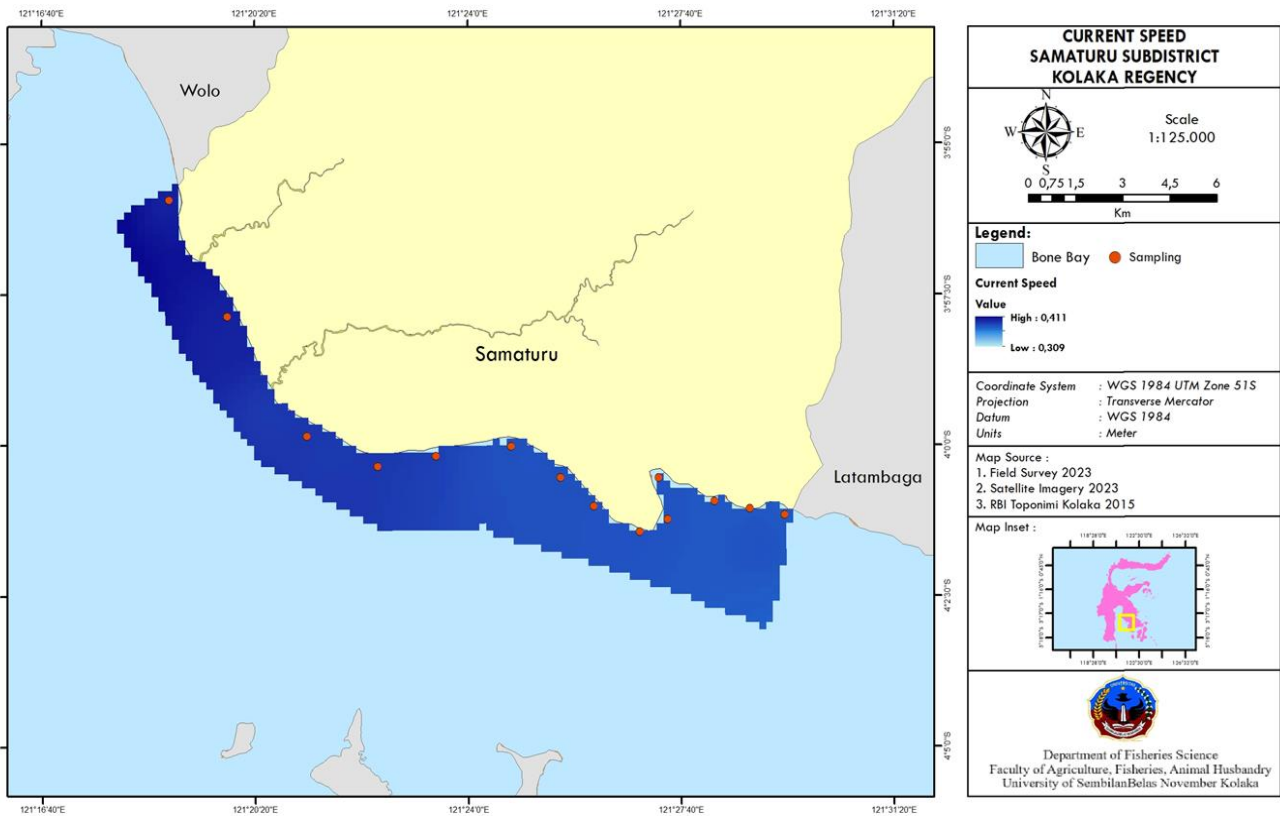 121°16'40"E 121°20'20"E 121°24'0"E 121°27'40"E 121°31'20"E
Wolo
Samaturu
Latambaga
3°55'0"S
3°57'30"S
4°0'0"S
4°2'30"S
4°5'0"S
121°16'40"E 121°20'20"E 121°24'0"E 121°27'40"E 121°31'20"E
CURRENT SPEED
SAMATURU SUBDISTRICT
KOLAKA REGENCY
N
W E
S
Scale
1:125.000
0 0,75 1,5 3 4,5 6
Km
Legend:
Bone Bay Sampling
Current Speed
Value
High : 0,411
Low : 0,309
Coordinate System : WGS 1984 UTM Zone 51S
Projection : Transverse Mercator
Datum : WGS 1984
Units : Meter
Map Source :
1. Field Survey 2023
2. Satellite Imagery 2023
3. RBI Toponimi Kolaka 2015
Map Inset :
Department of Fisheries Science
Faculty of Agriculture, Fisheries, Animal Husbandry
University of SembilanBelas November Kolaka